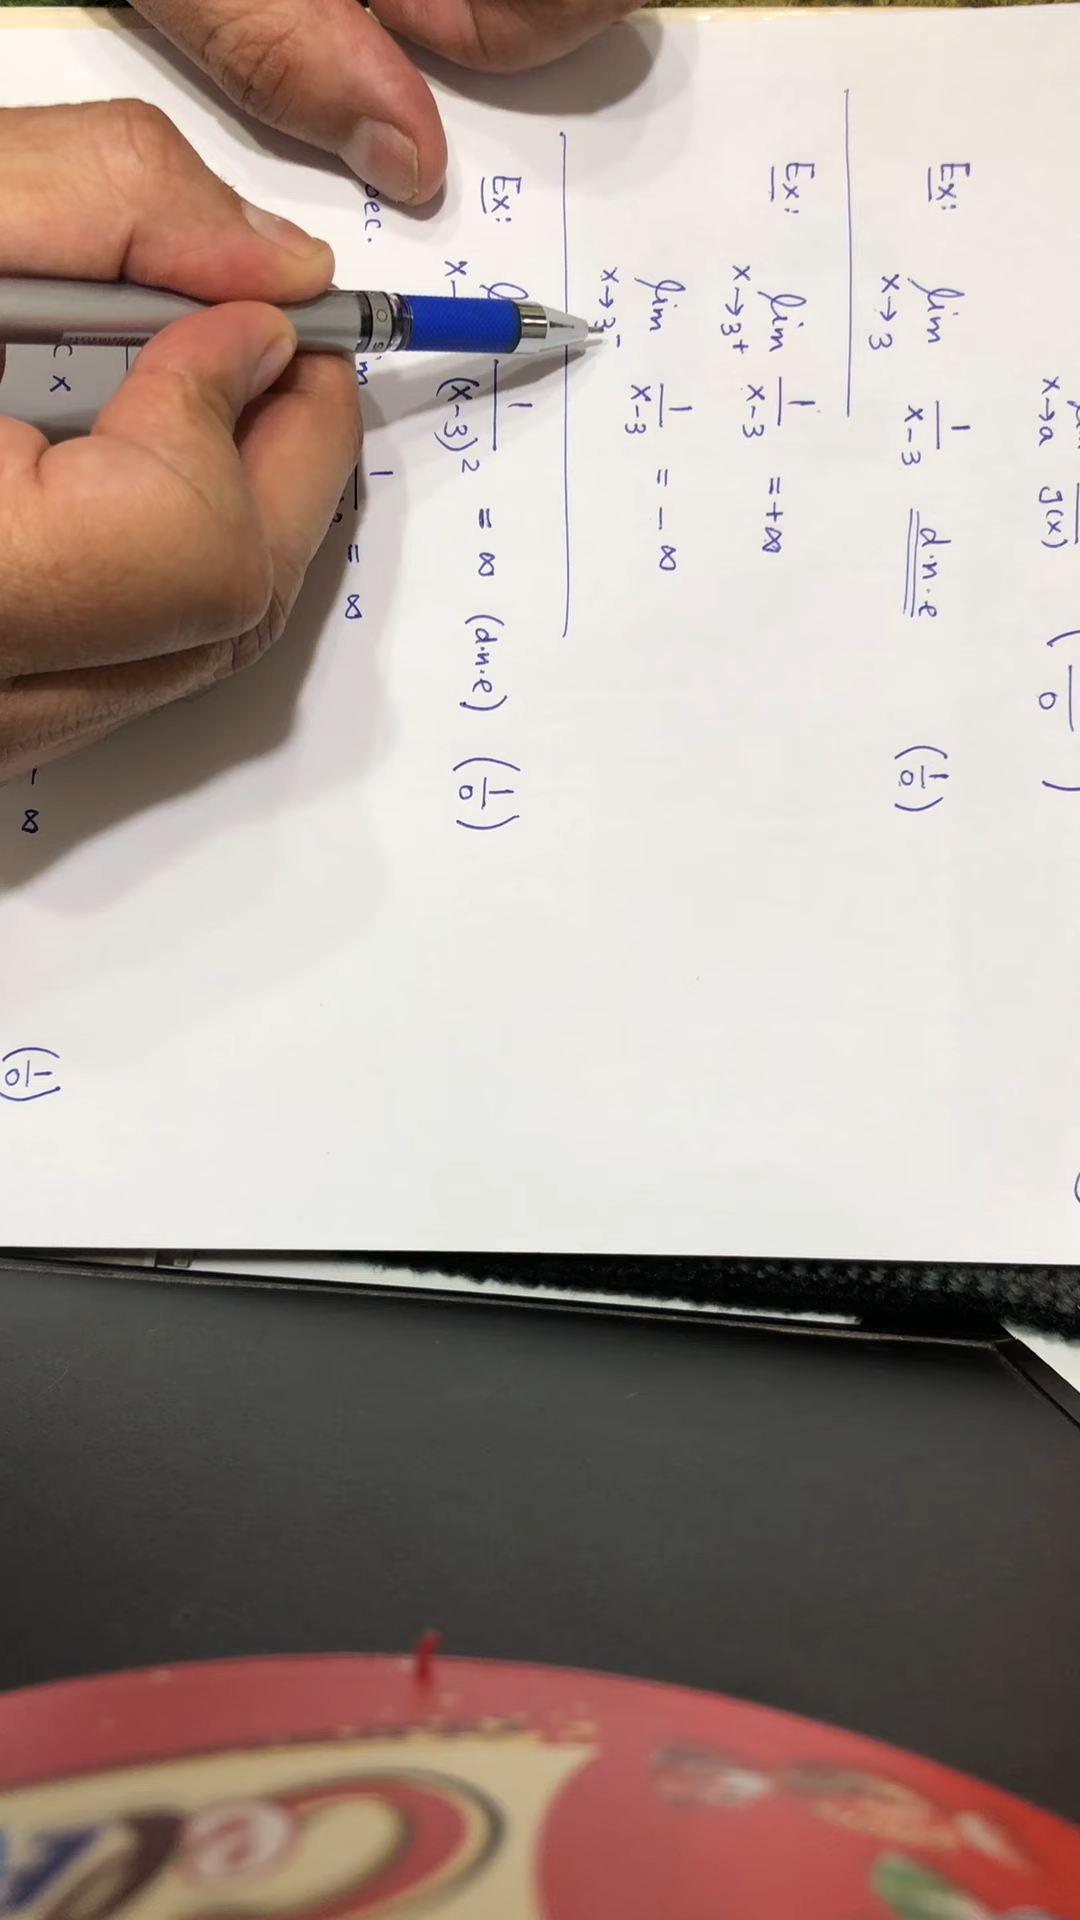 x→a g(x) ( — 0 )
Ex: lim x→3 1/(x-3) d.n.e (1/0)
Ex: lim x→3+ 1/(x-3) = +∞
lim x→3- 1/(x-3) = -∞
Ex: x→ 1/(x-3)² = ∞ (d.n.e) (1/0)
1 = ∞
x - ∞ (1/0)